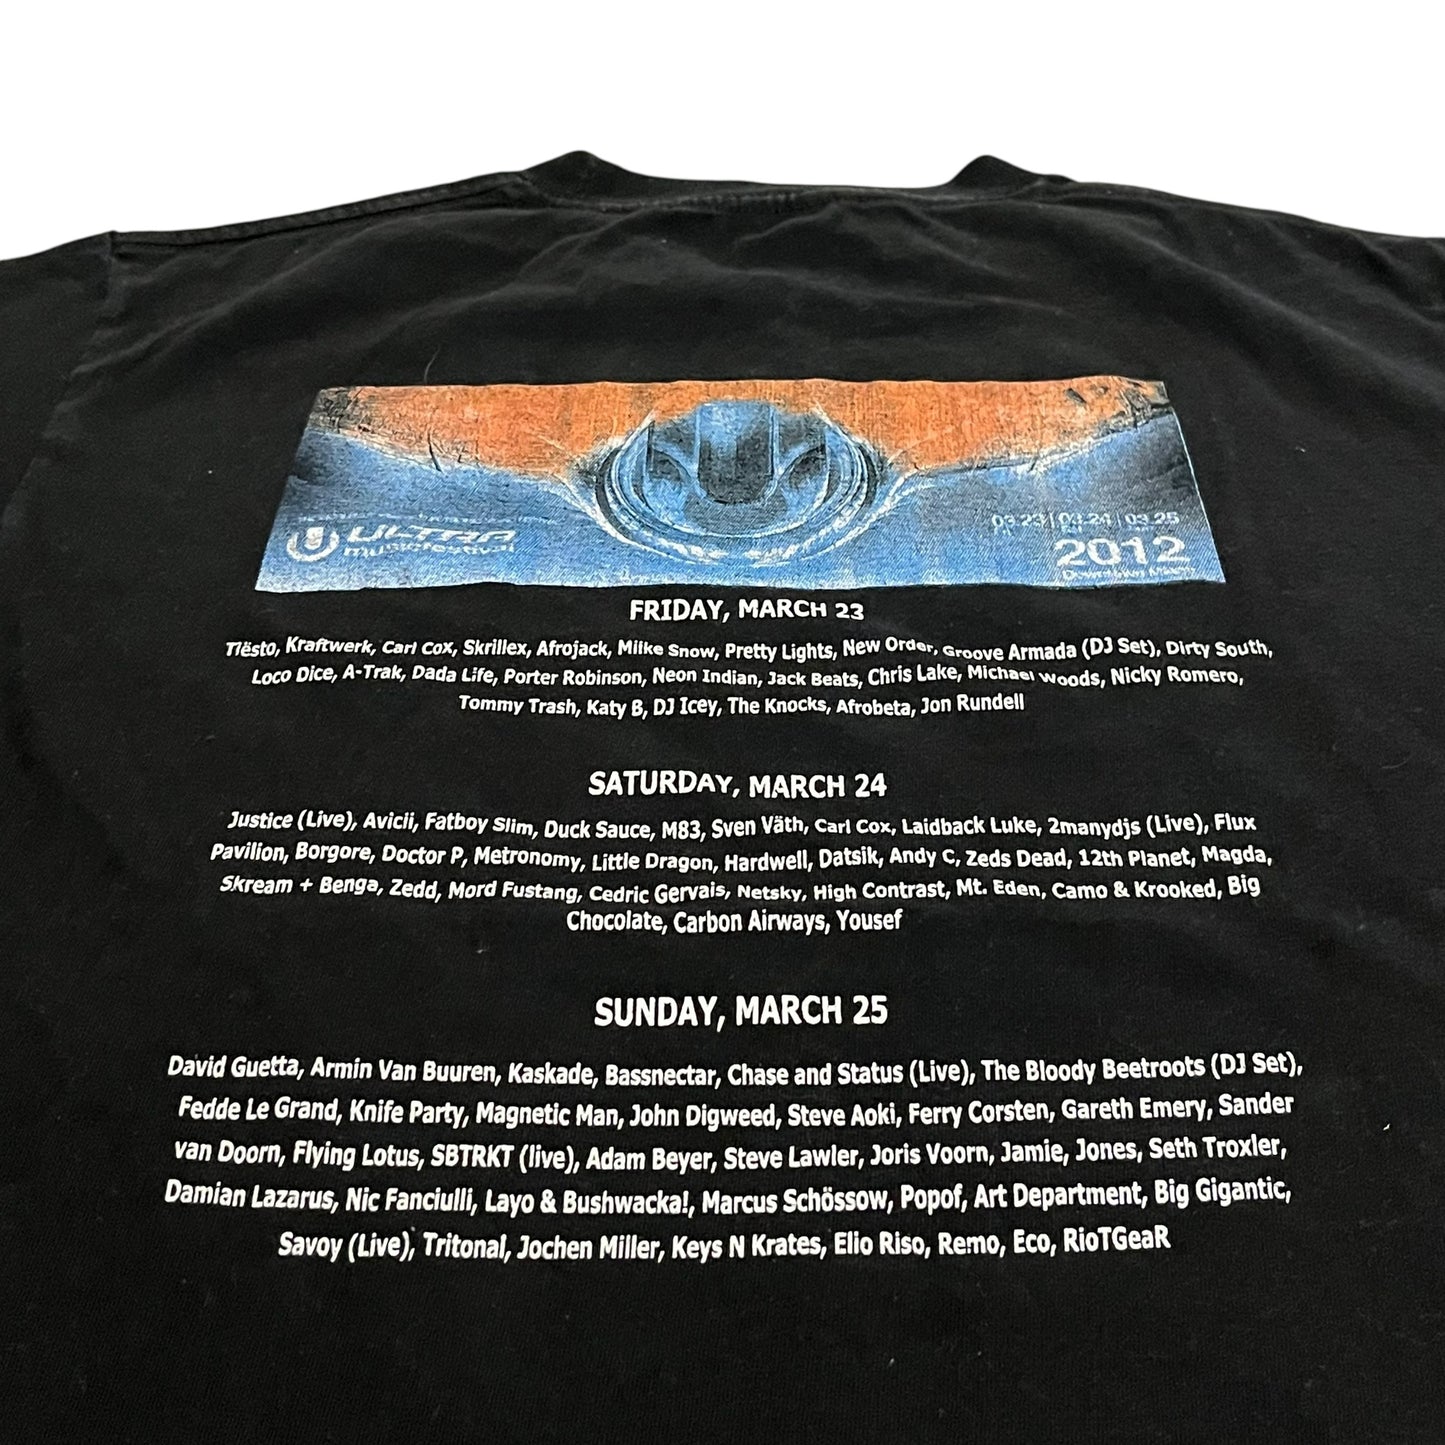 ULTRA
musicfestival
03.23 | 03.24 | 03.25
2012
FRIDAY, MARCH 23
Tiësto, Kraftwerk, Carl Cox, Skrillex, Afrojack, Miike Snow, Pretty Lights, New Order, Groove Armada (DJ Set), Dirty South,
Loco Dice, A-Trak, Dada Life, Porter Robinson, Neon Indian, Jack Beats, Chris Lake, Michael Woods, Nicky Romero,
Tommy Trash, Katy B, DJ Icey, The Knocks, Afrobeta, Jon Rundell
SATURDAY, MARCH 24
Justice (Live), Avicii, Fatboy Slim, Duck Sauce, M83, Sven Väth, Carl Cox, Laidback Luke, 2manydjs (Live), Flux
Pavilion, Borgore, Doctor P, Metronomy, Little Dragon, Hardwell, Datsik, Andy C, Zeds Dead, 12th Planet, Magda,
Skream + Benga, Zedd, Mord Fustang, Cedric Gervais, Netsky, High Contrast, Mt. Eden, Camo & Krooked, Big
Chocolate, Carbon Airways, Yousef
SUNDAY, MARCH 25
David Guetta, Armin Van Buuren, Kaskade, Bassnectar, Chase and Status (Live), The Bloody Beetroots (DJ Set),
Fedde Le Grand, Knife Party, Magnetic Man, John Digweed, Steve Aoki, Ferry Corsten, Gareth Emery, Sander
van Doorn, Flying Lotus, SBTRKT (live), Adam Beyer, Steve Lawler, Joris Voorn, Jamie, Jones, Seth Troxler,
Damian Lazarus, Nic Fanciulli, Layo & Bushwacka!, Marcus Schössow, Popof, Art Department, Big Gigantic,
Savoy (Live), Tritonal, Jochen Miller, Keys N Krates, Elio Riso, Remo, Eco, RioTGeaR